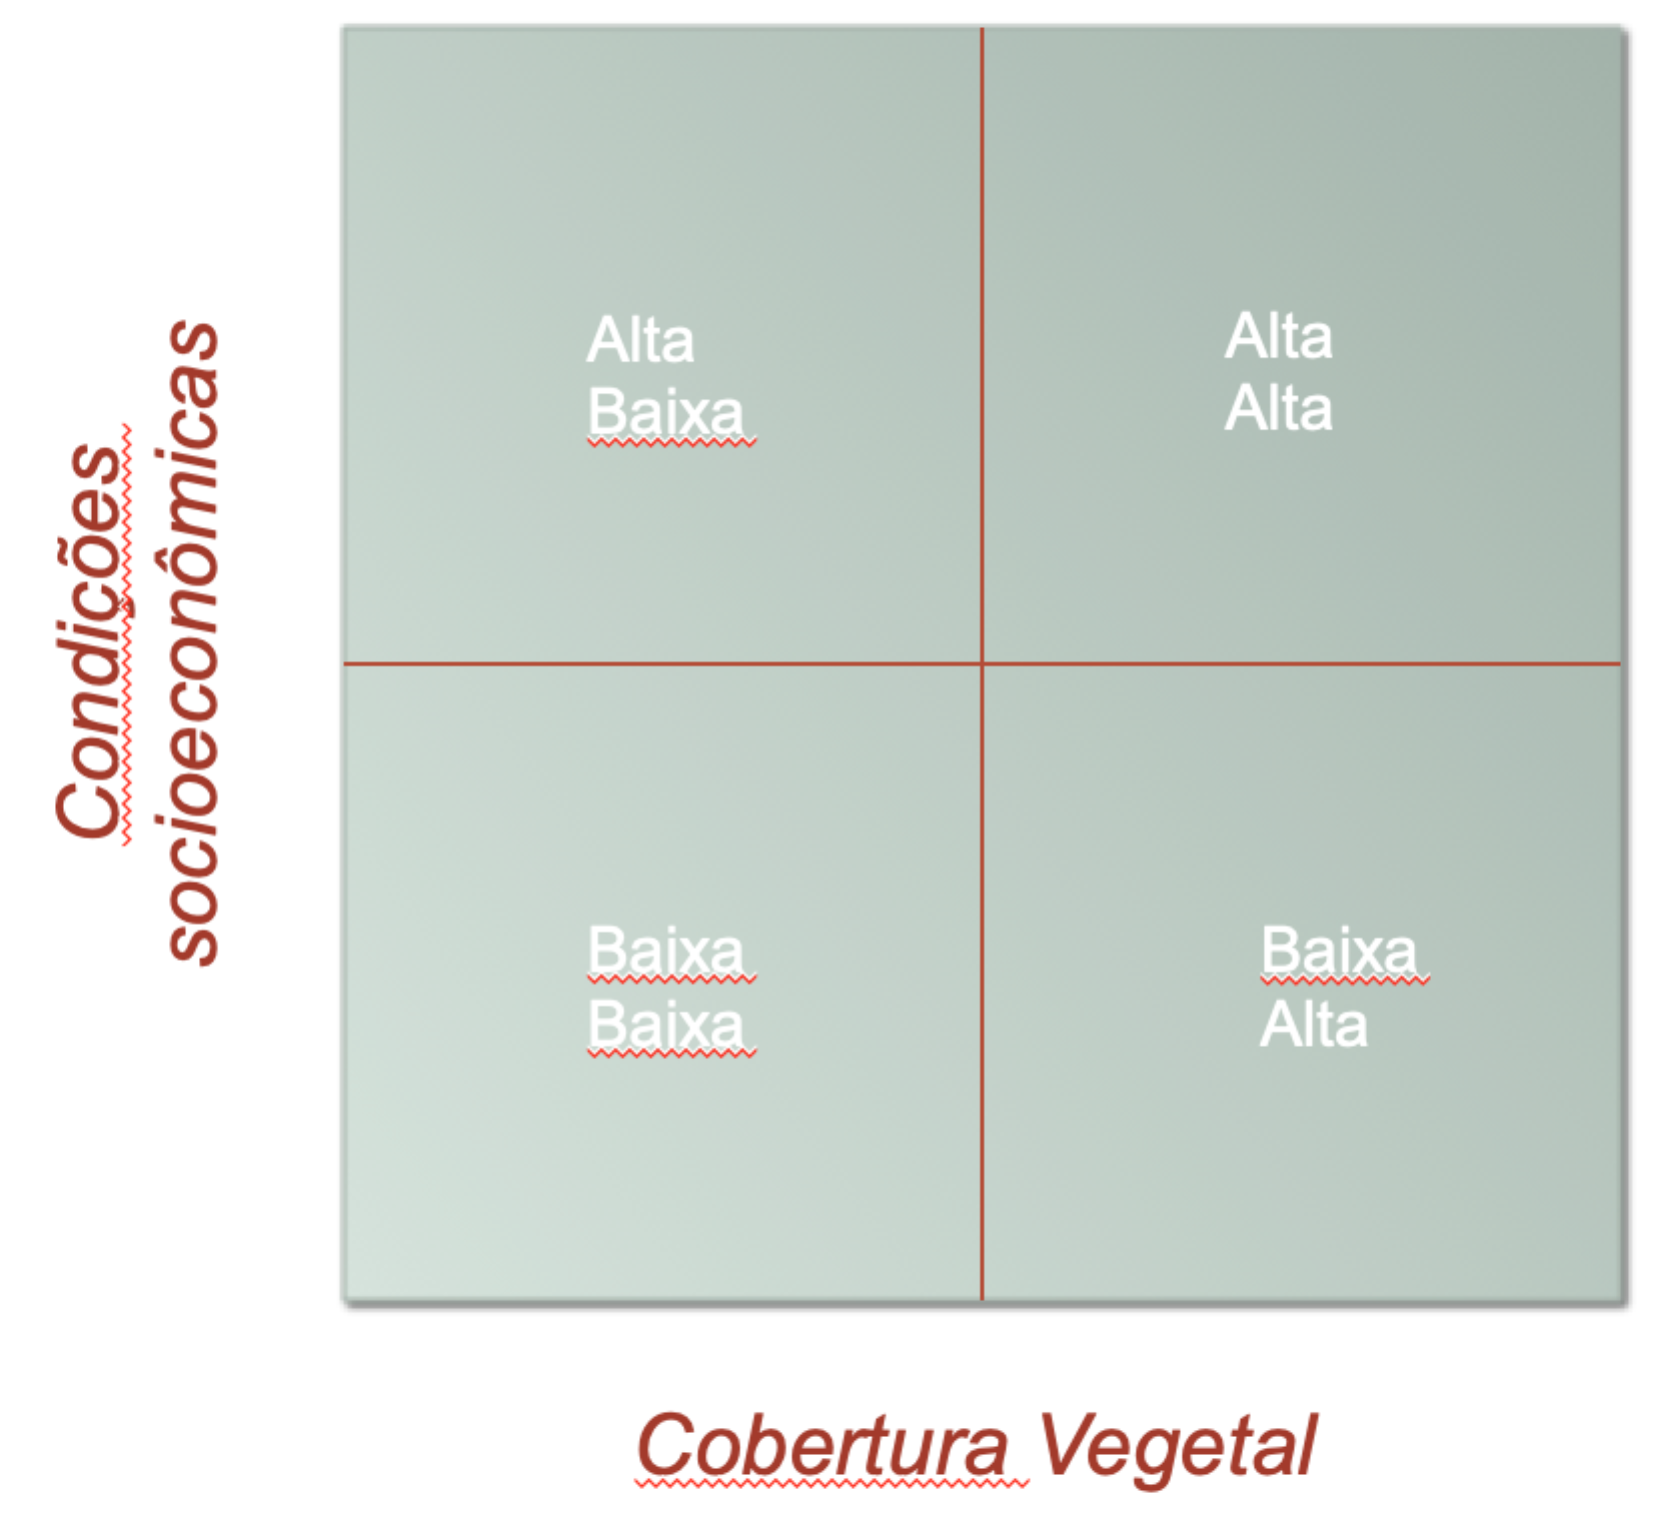 Condições
socioeconômicas
Alta
Baixa
Alta
Alta
Baixa
Baixa
Baixa
Alta
Cobertura Vegetal